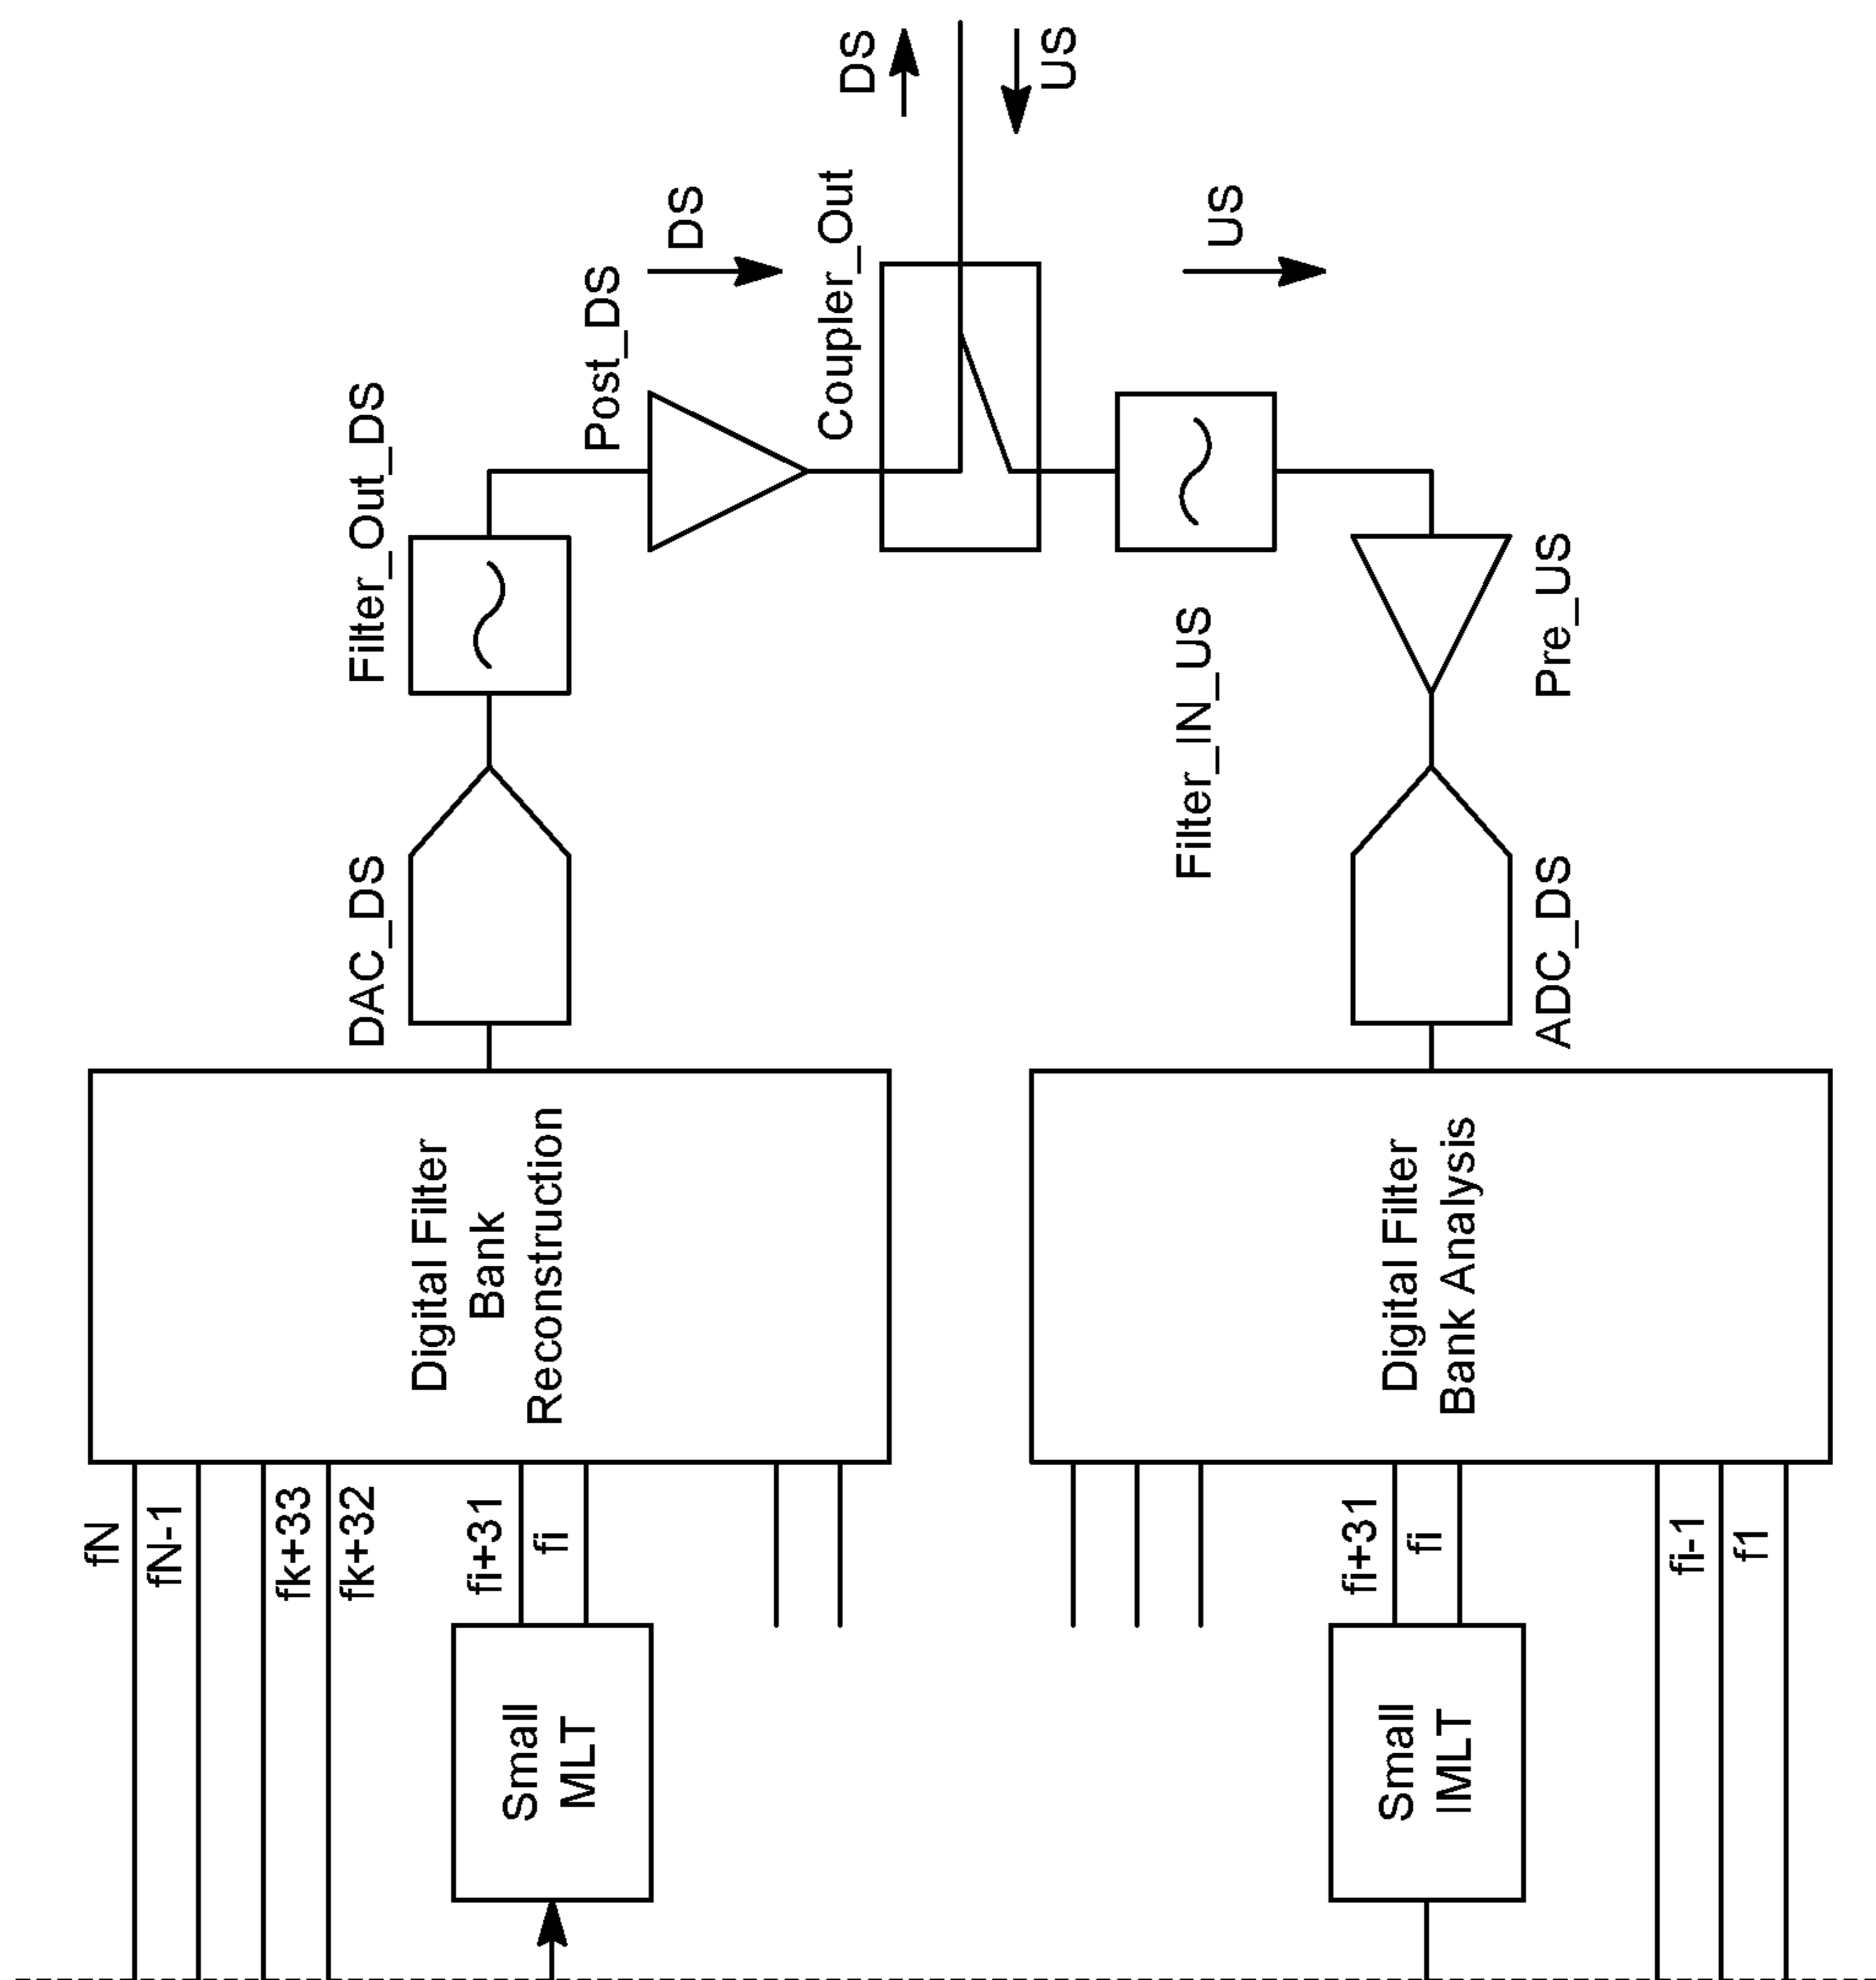 DS
US
DS
US
Coupler_Out
Post_DS
Filter_Out_DS
Filter_IN_US
Pre_US
DAC_DS
ADC_DS
Digital Filter
Bank
Reconstruction
Digital Filter
Bank Analysis
fN
fN-1
fk+33
fk+32
fi+31
fi
fi+31
fi
fi-1
f1
Small
MLT
Small
IMLT